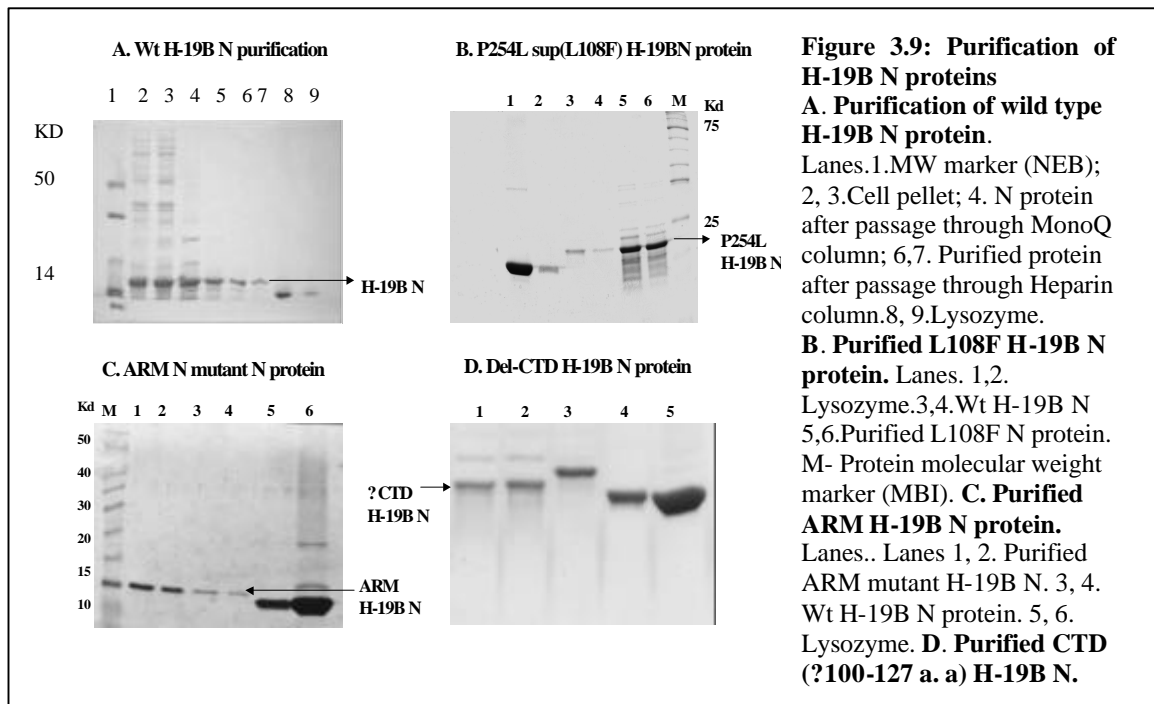 A. Wt H-19B N purification
1 2 3 4 5 6 7 8 9
KD
50
14
H-19B N
B. P254L sup(L108F) H-19BN protein
1 2 3 4 5 6 M
Kd
75
25
P254L
H-19B N
C. ARM N mutant N protein
Kd M 1 2 3 4 5 6
50
40
30
20
15
10
ARM
H-19B N
D. Del-CTD H-19B N protein
1 2 3 4 5
?CTD
H-19B N
Figure 3.9: Purification of
H-19B N proteins
A. Purification of wild type
H-19B N protein.
Lanes.1.MW marker (NEB);
2, 3.Cell pellet; 4. N protein
after passage through MonoQ
column; 6,7. Purified protein
after passage through Heparin
column.8, 9.Lysozyme.
B. Purified L108F H-19B N
protein. Lanes. 1,2.
Lysozyme.3,4.Wt H-19B N
5,6.Purified L108F N protein.
M- Protein molecular weight
marker (MBI). C. Purified
ARM H-19B N protein.
Lanes.. Lanes 1, 2. Purified
ARM mutant H-19B N. 3, 4.
Wt H-19B N protein. 5, 6.
Lysozyme. D. Purified CTD
(?100-127 a. a) H-19B N.